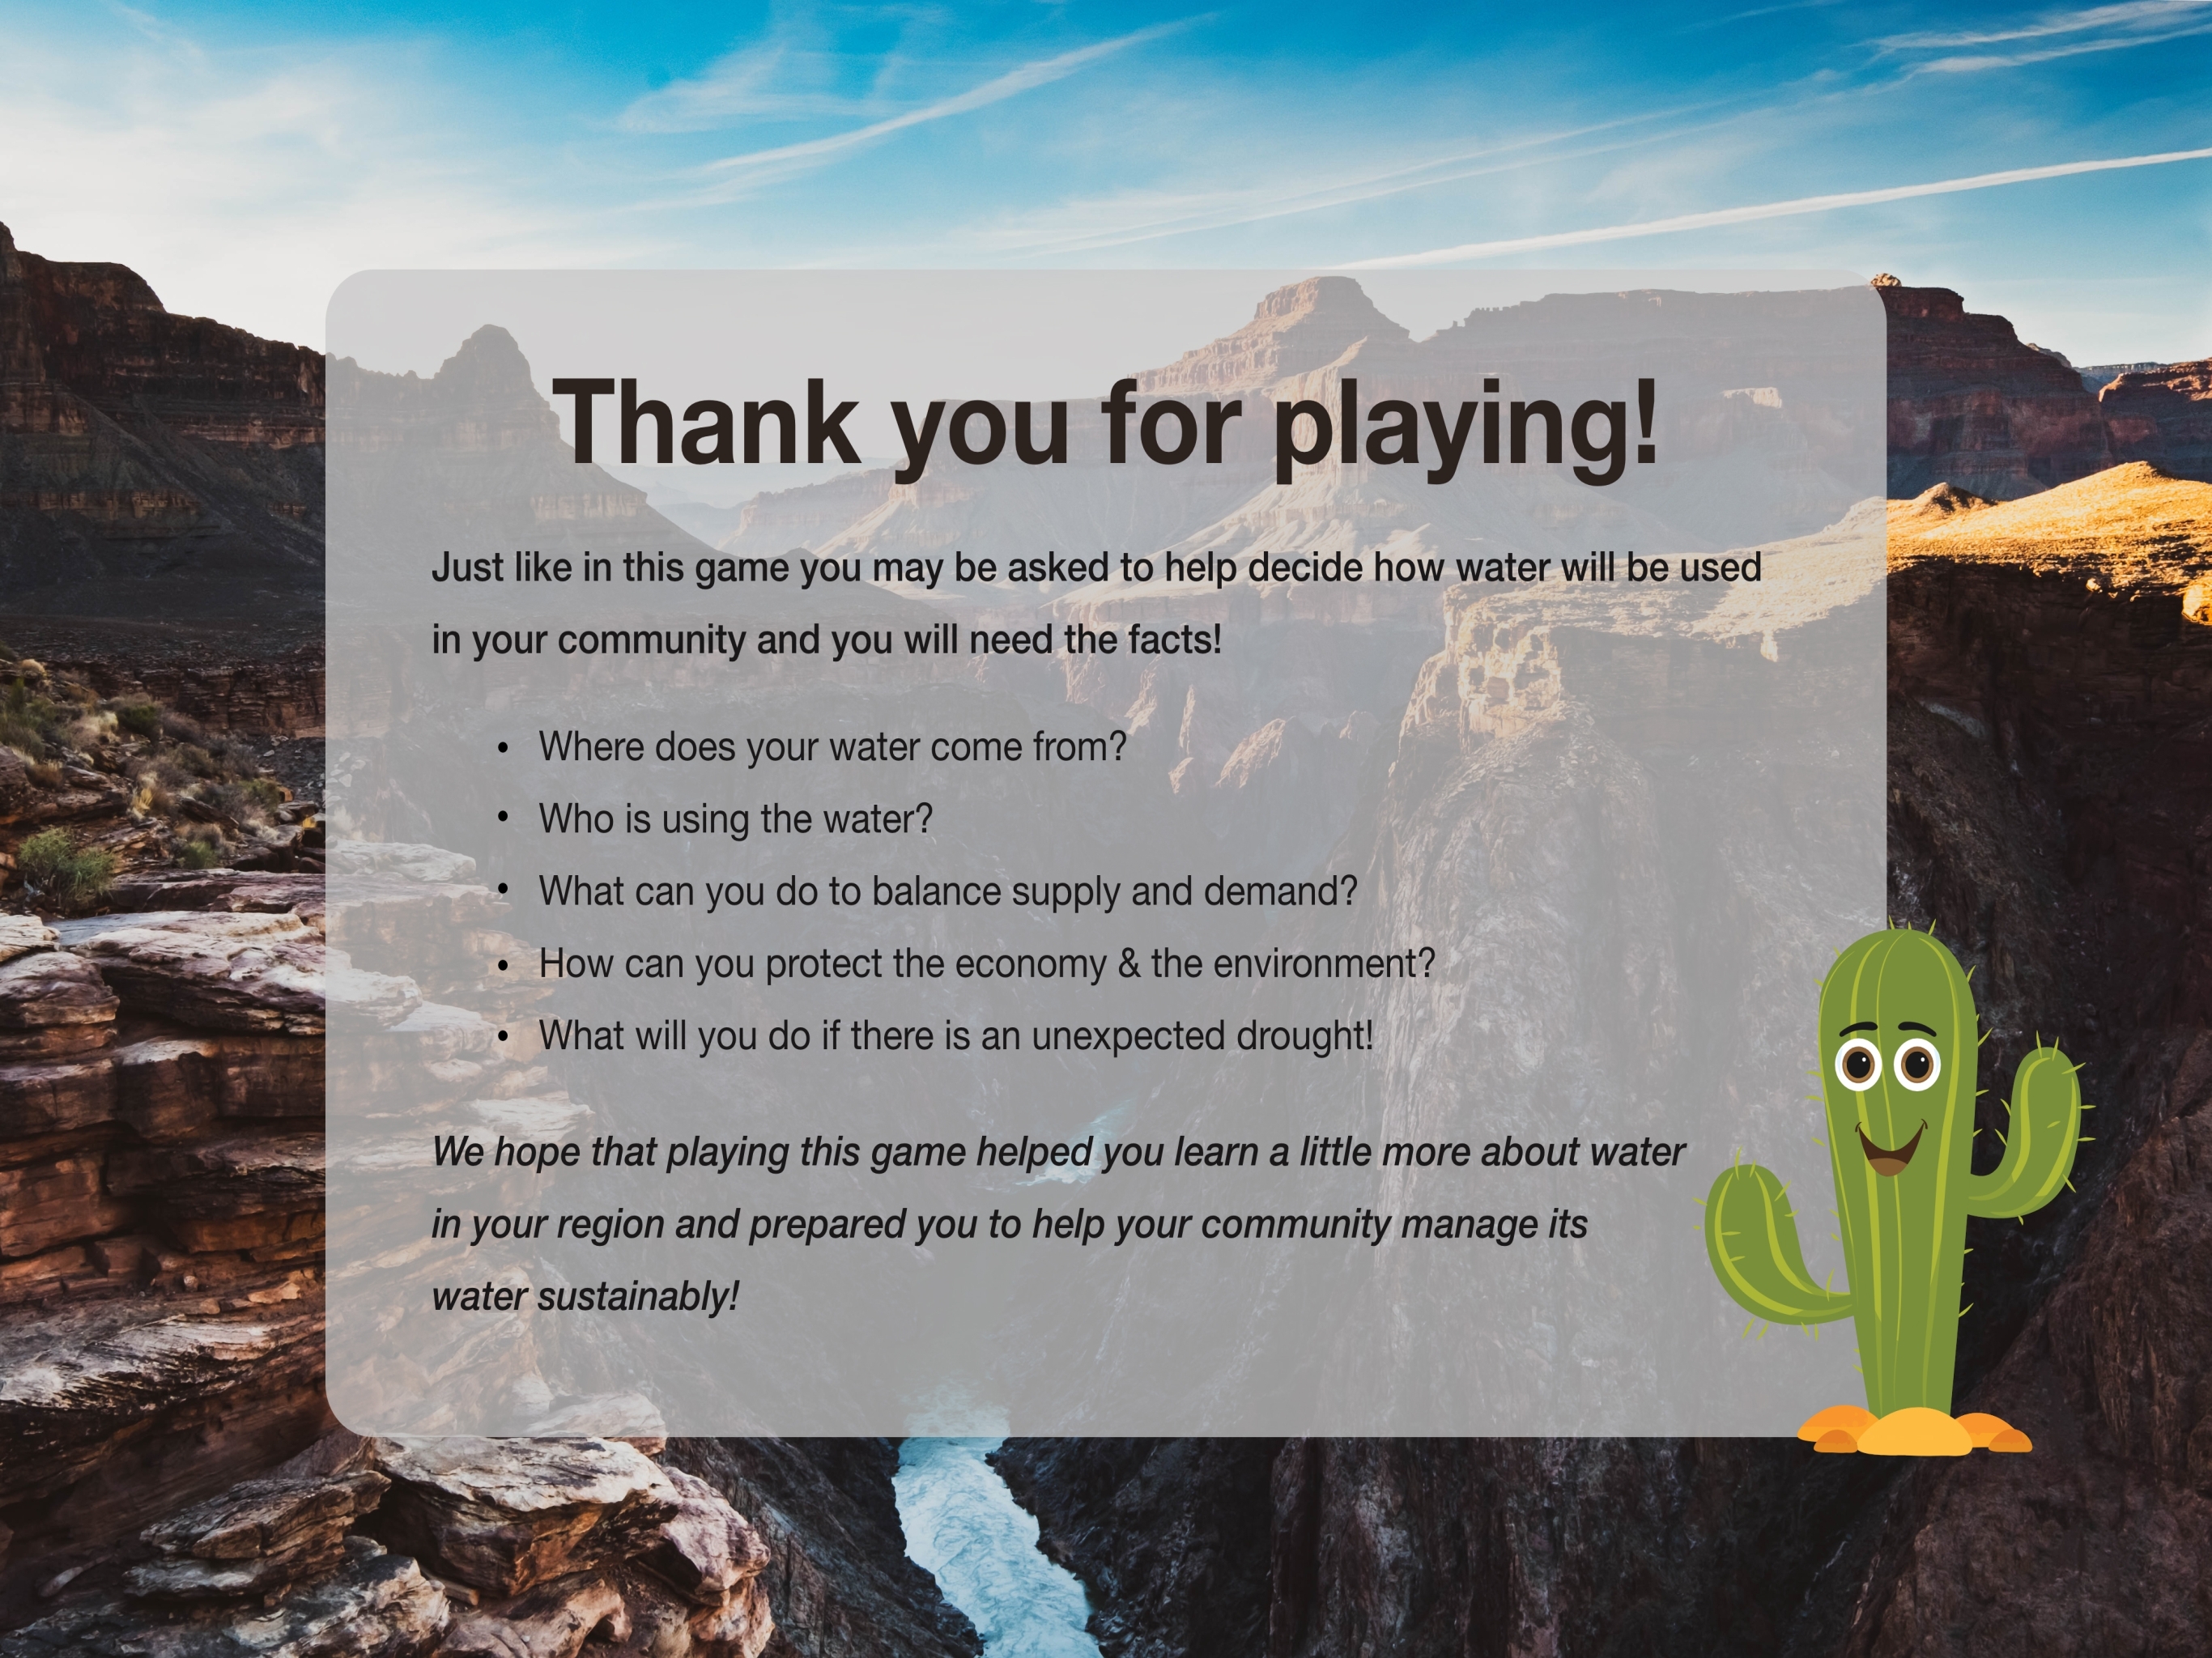 Thank you for playing!
Just like in this game you may be asked to help decide how water will be used
in your community and you will need the facts!
• Where does your water come from?
• Who is using the water?
• What can you do to balance supply and demand?
• How can you protect the economy & the environment?
• What will you do if there is an unexpected drought!
We hope that playing this game helped you learn a little more about water
in your region and prepared you to help your community manage its
water sustainably!